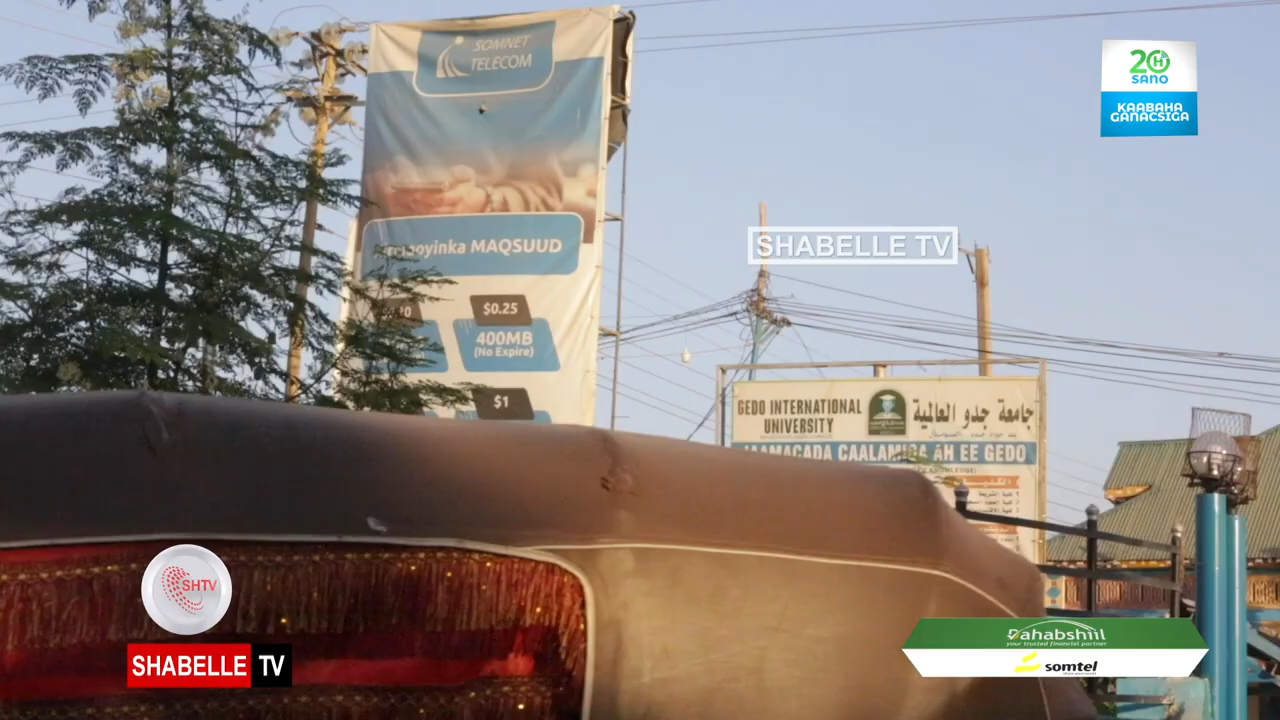 SOMNET
TELECOM
20
SANO
KAABAHA
GANACSIGA
MAQSUUD
SHABELLE TV
$0.25
400MB
(No Expire)
$1
GEDO INTERNATIONAL
UNIVERSITY
جامعة جدو العالمية
JAAMACADA CAALAMIGA AH EE GEDO
SHTV
SHABELLE TV
Dahabshiil
your trusted financial partner
somtel